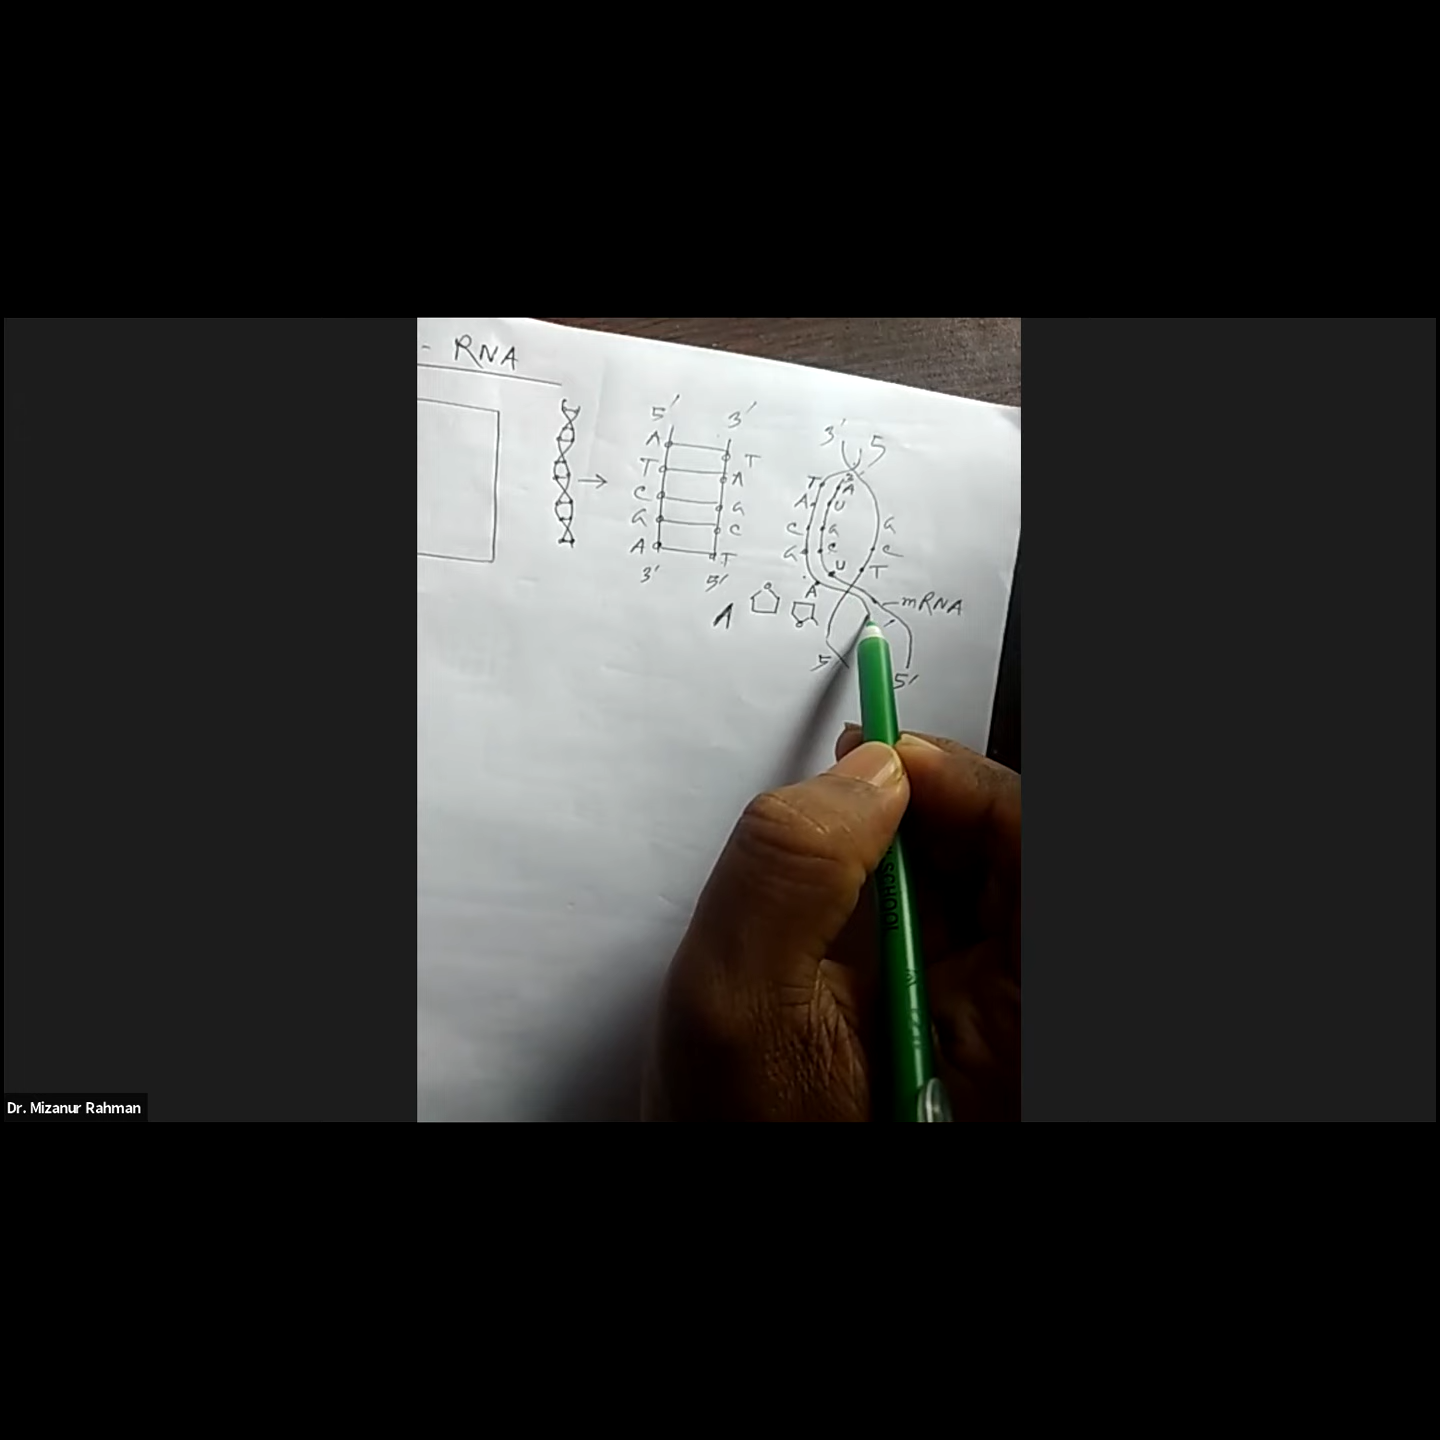 - RNA
5' 3'
A T
T A
C G
G C
A T
3' 5'
3' 5
T A
A U
C G G
G C C
U T
A
A
mRNA
5 5'
SCHOOL
Dr. Mizanur Rahman